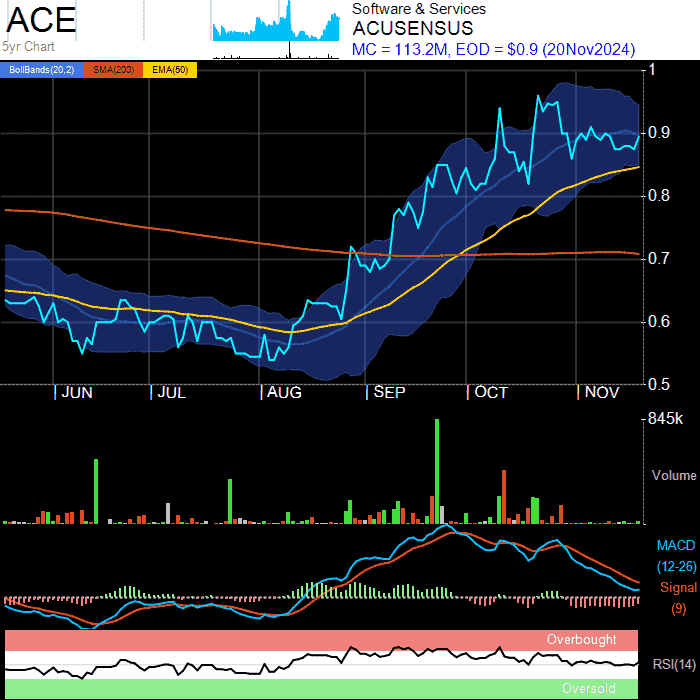 ACE
5yr Chart
Software & Services
ACUSENSUS
MC = 113.2M, EOD = $0.9 (20Nov2024)
BollBands(20,2) SMA(200) EMA(50)
1
0.9
0.8
0.7
0.6
0.5
JUN JUL AUG SEP OCT NOV
845k
Volume
MACD
(12-26)
Signal
(9)
Overbought
RSI(14)
Oversold